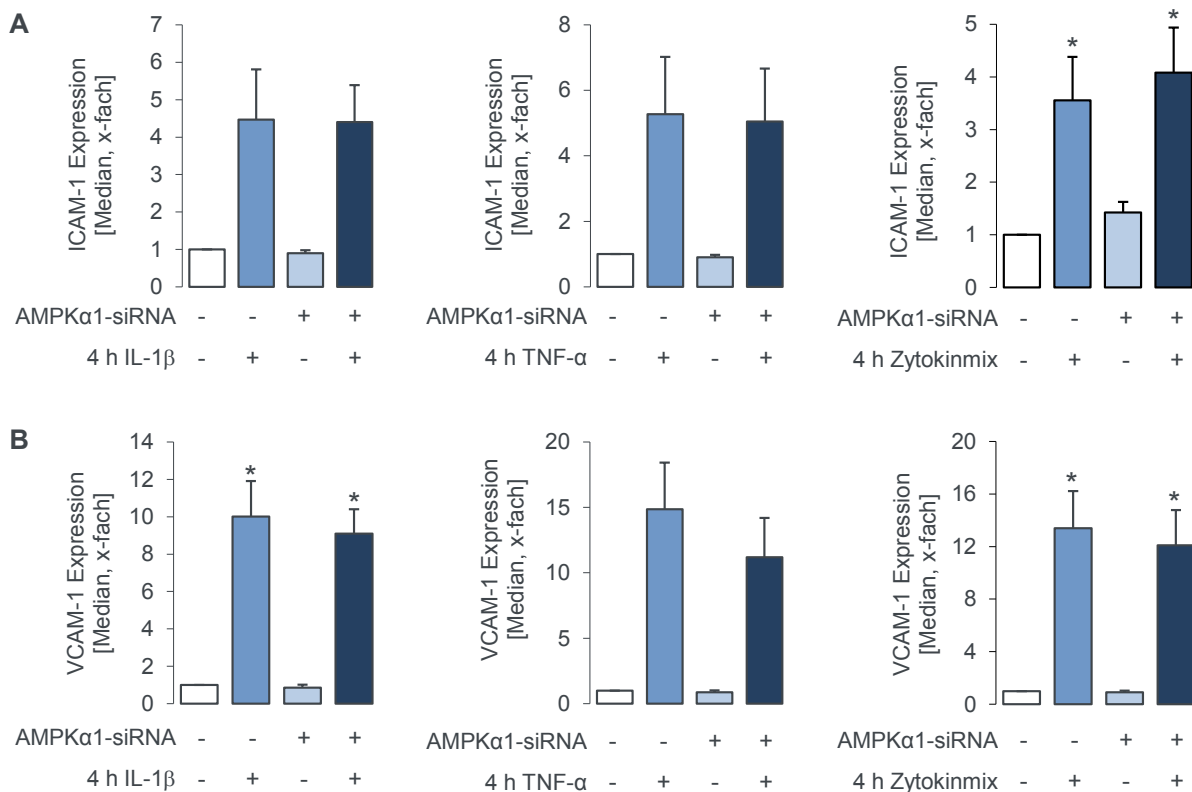 A
ICAM-1 Expression
[Median, x-fach]
7
6
5
4
3
2
1
0
AMPKα1-siRNA - - + +
4 h IL-1β - + - +
ICAM-1 Expression
[Median, x-fach]
8
6
4
2
0
AMPKα1-siRNA - - + +
4 h TNF-α - + - +
ICAM-1 Expression
[Median, x-fach]
5
4
3
2
1
0
* *
AMPKα1-siRNA - - + +
4 h Zytokinmix - + - +
B
VCAM-1 Expression
[Median, x-fach]
14
12
10
8
6
4
2
0
* *
AMPKα1-siRNA - - + +
4 h IL-1β - + - +
VCAM-1 Expression
[Median, x-fach]
20
15
10
5
0
AMPKα1-siRNA - - + +
4 h TNF-α - + - +
VCAM-1 Expression
[Median, x-fach]
20
16
12
8
4
0
* *
AMPKα1-siRNA - - + +
4 h Zytokinmix - + - +